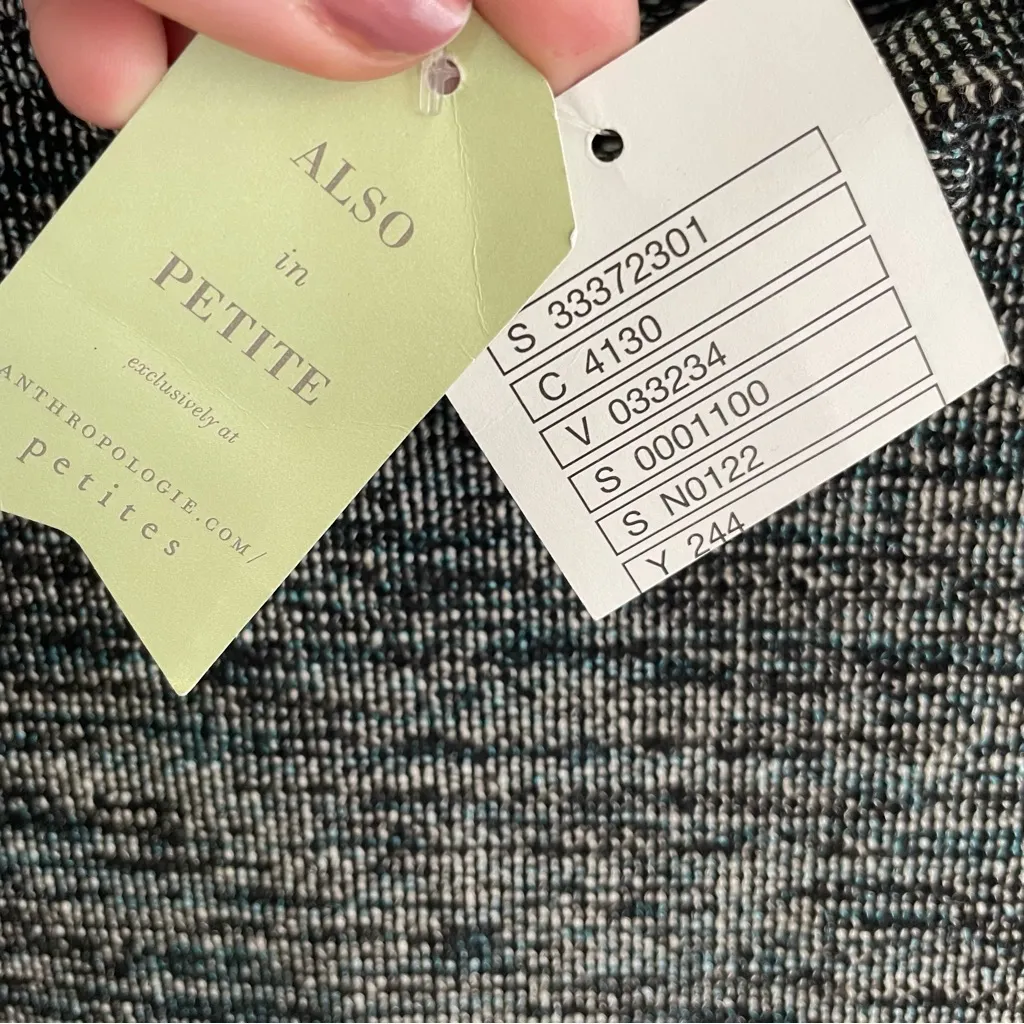 ALSO
in
PETITE
exclusively at
ANTHROPOLOGIE.COM/
petites
S 33372301
C 4130
V 033234
S 0001100
S N0122
Y 244